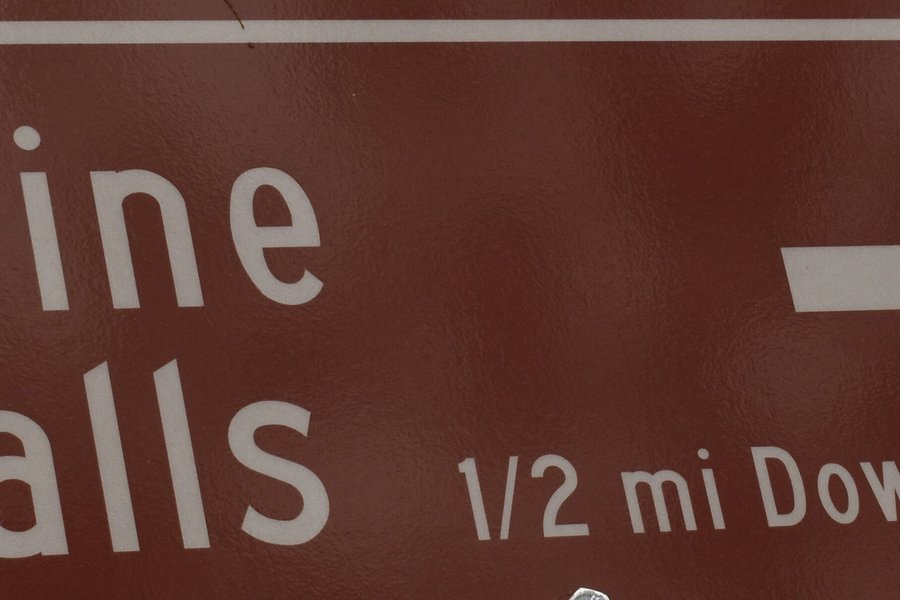 ine
alls
1/2 mi Dow